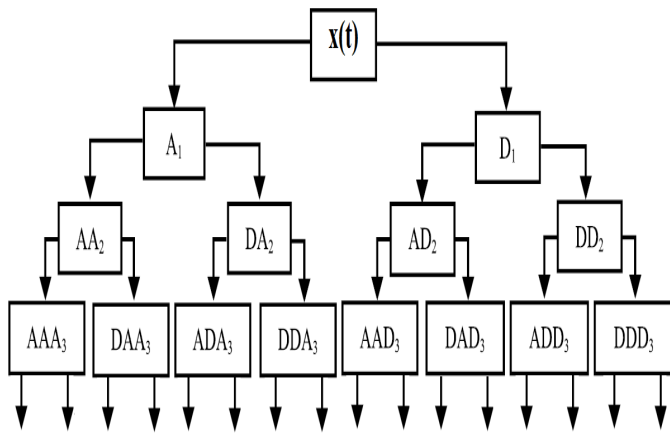 x(t)
A₁ D₁
AA₂ DA₂ AD₂ DD₂
AAA₃ DAA₃ ADA₃ DDA₃ AAD₃ DAD₃ ADD₃ DDD₃